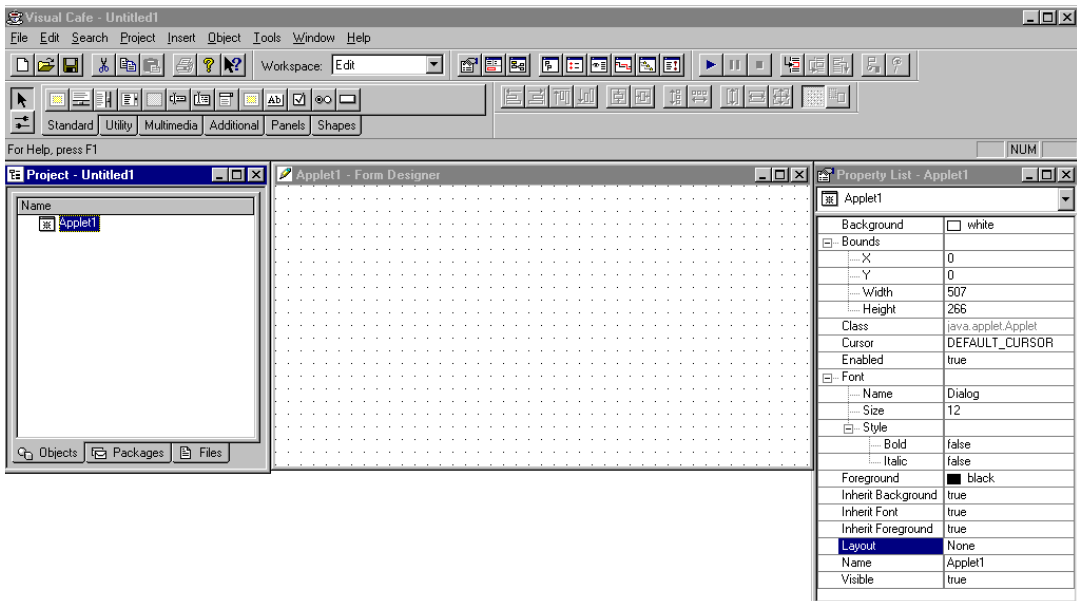 Visual Cafe - Untitled1
File Edit Search Project Insert Object Tools Window Help
Workspace: Edit
Ab
Standard Utility Multimedia Additional Panels Shapes
For Help, press F1
NUM
Project - Untitled1
Name
Applet1
Objects Packages Files
Applet1 - Form Designer
Property List - Applet1
Applet1
Background white
Bounds
X 0
Y 0
Width 507
Height 266
Class java.applet.Applet
Cursor DEFAULT_CURSOR
Enabled true
Font
Name Dialog
Size 12
Style
Bold false
Italic false
Foreground black
Inherit Background true
Inherit Font true
Inherit Foreground true
Layout None
Name Applet1
Visible true